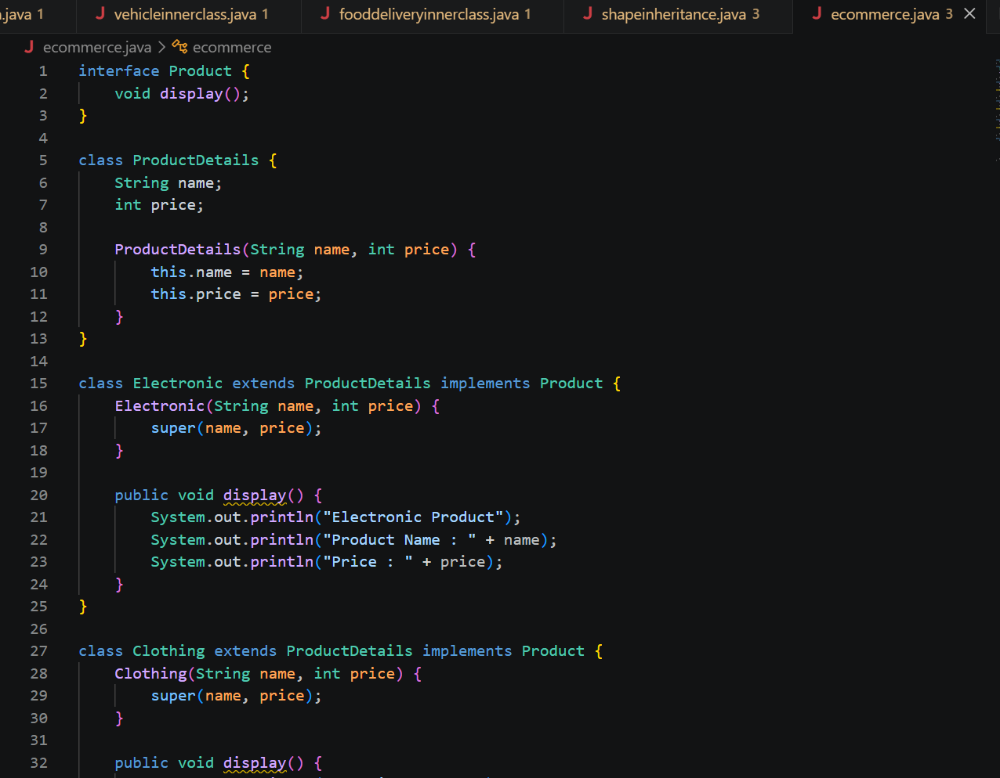 .java 1 vehicleinnerclass.java 1 fooddeliveryinnerclass.java 1 shapeinheritance.java 3 ecommerce.java 3
ecommerce.java > ecommerce
1 interface Product {
2     void display();
3 }
4
5 class ProductDetails {
6     String name;
7     int price;
8
9     ProductDetails(String name, int price) {
10         this.name = name;
11         this.price = price;
12     }
13 }
14
15 class Electronic extends ProductDetails implements Product {
16     Electronic(String name, int price) {
17         super(name, price);
18     }
19
20     public void display() {
21         System.out.println("Electronic Product");
22         System.out.println("Product Name : " + name);
23         System.out.println("Price : " + price);
24     }
25 }
26
27 class Clothing extends ProductDetails implements Product {
28     Clothing(String name, int price) {
29         super(name, price);
30     }
31
32     public void display() {